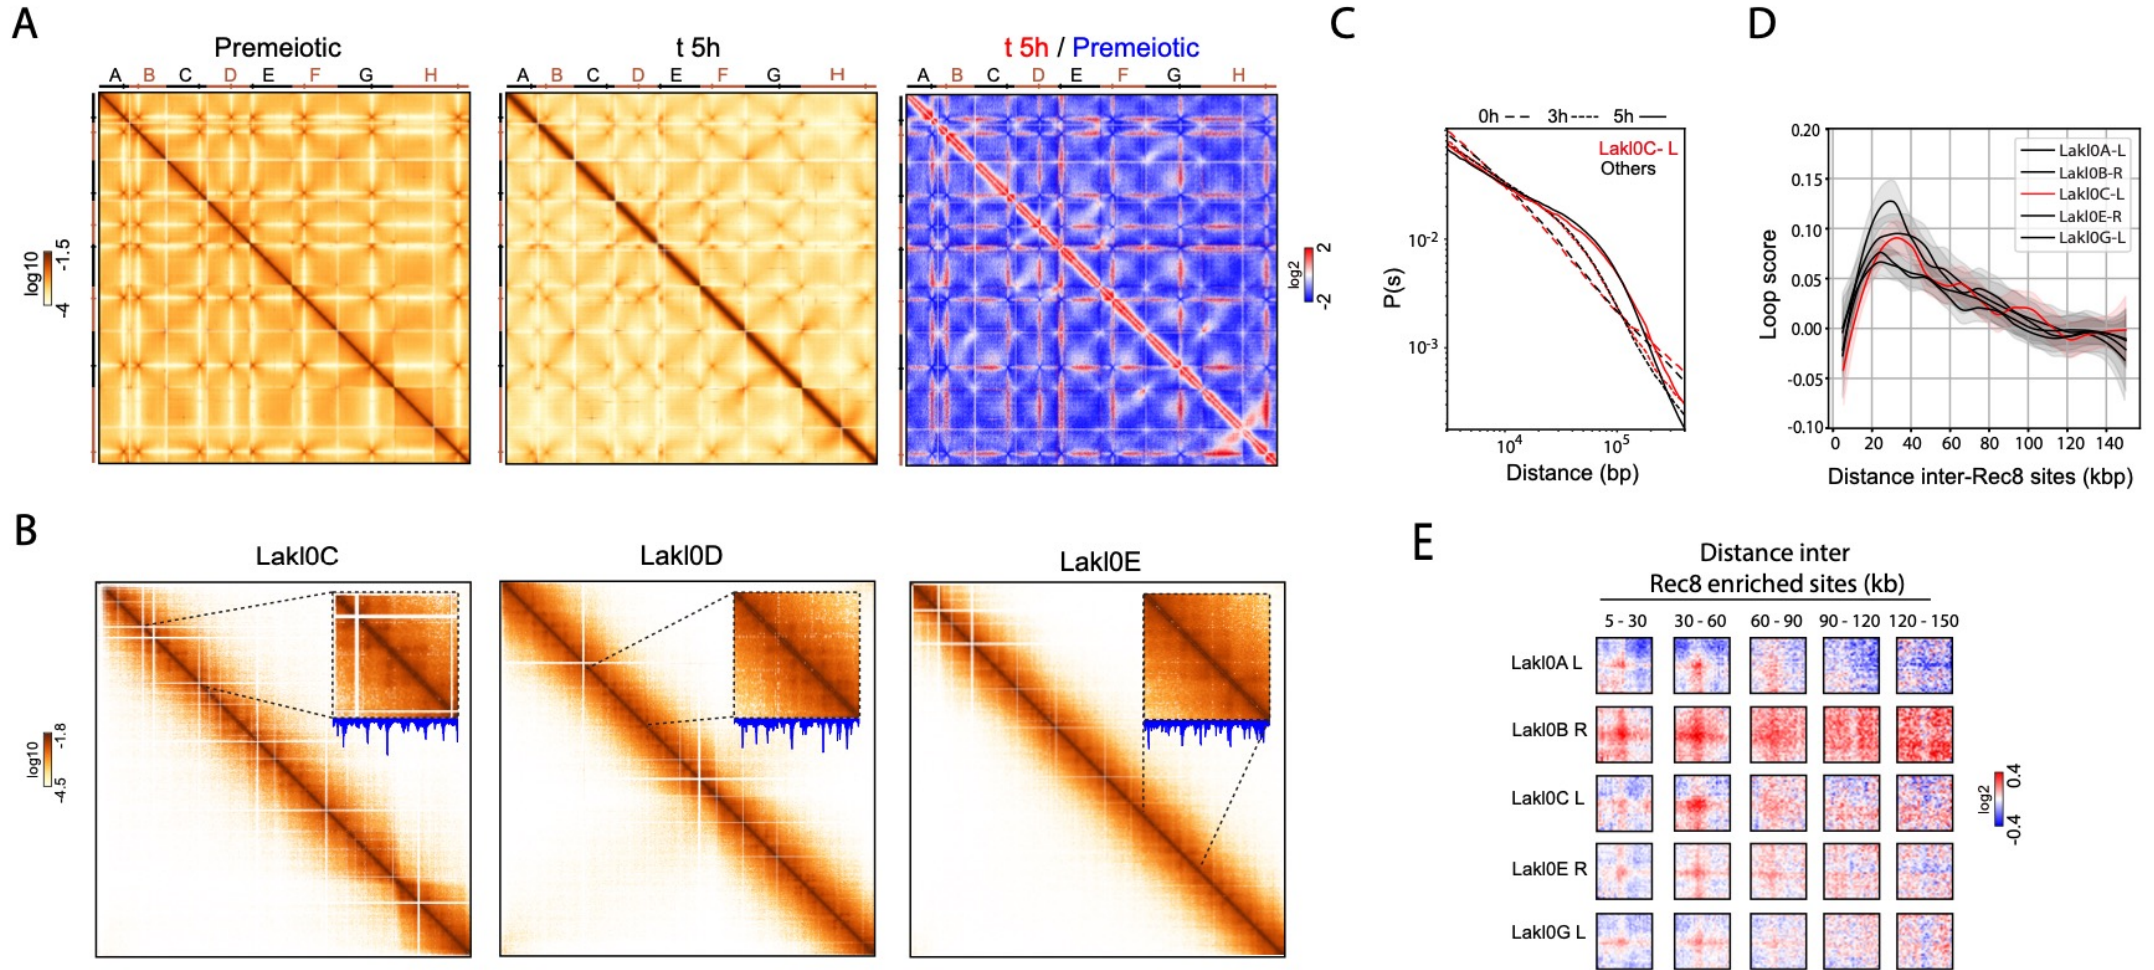 A
Premeiotic
t 5h
t 5h / Premeiotic
A B C D E F G H
A B C D E F G H
A B C D E F G H
log10
-1.5
-4
log2
2
-2
C
0h 3h 5h
Lakl0C- L
Others
P(s)
10-2
10-3
104 105
Distance (bp)
D
Loop score
0.20
0.15
0.10
0.05
0.00
-0.05
-0.10
Lakl0A-L
Lakl0B-R
Lakl0C-L
Lakl0E-R
Lakl0G-L
0 20 40 60 80 100 120 140
Distance inter-Rec8 sites (kbp)
B
Lakl0C
Lakl0D
Lakl0E
log10
-1.8
-4.5
E
Distance inter
Rec8 enriched sites (kb)
5 - 30 30 - 60 60 - 90 90 - 120 120 - 150
Lakl0A L
Lakl0B R
Lakl0C L
Lakl0E R
Lakl0G L
log2
0.4
-0.4